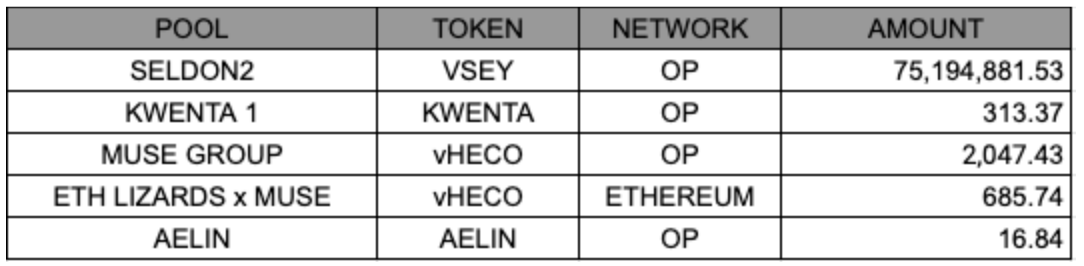 POOL TOKEN NETWORK AMOUNT
SELDON2 VSEY OP 75,194,881.53
KWENTA 1 KWENTA OP 313.37
MUSE GROUP vHECO OP 2,047.43
ETH LIZARDS x MUSE vHECO ETHEREUM 685.74
AELIN AELIN OP 16.84